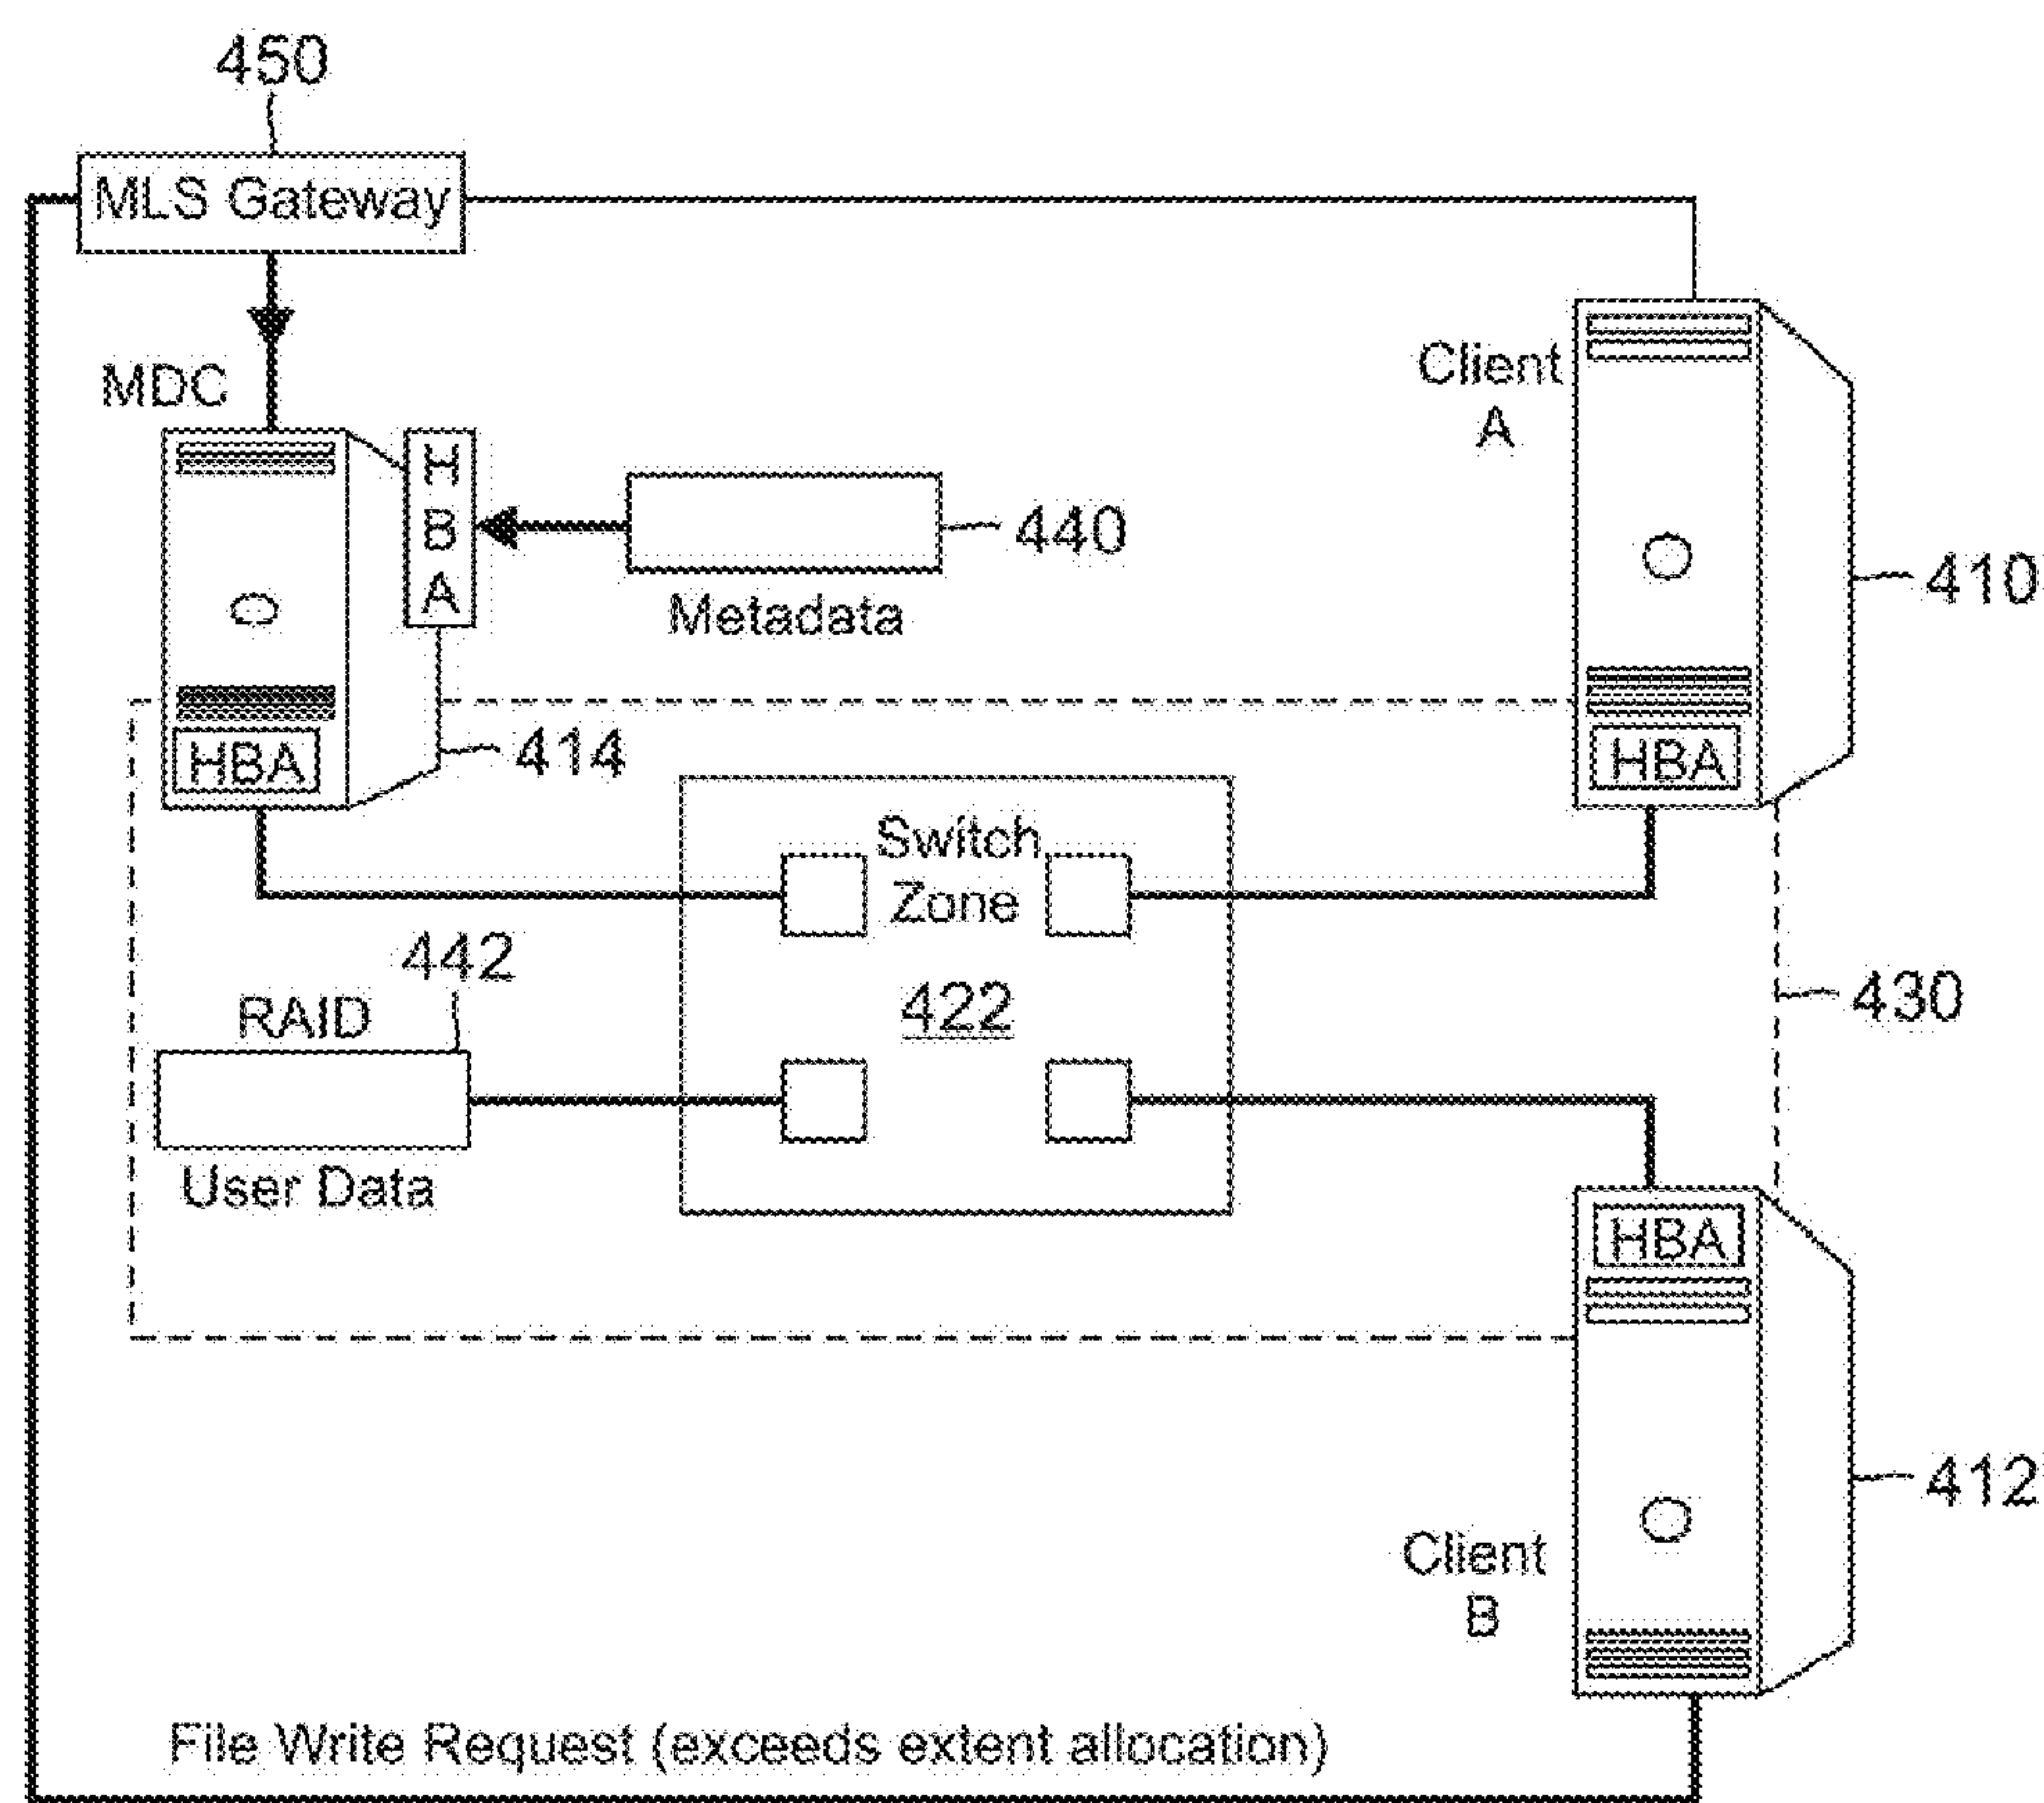 450
MLS Gateway
MDC
H
B
A
440
Metadata
Client
A
410
HBA
414
HBA
Switch
Zone
422
442
RAID
User Data
430
HBA
412
Client
B
File Write Request (exceeds extent allocation)